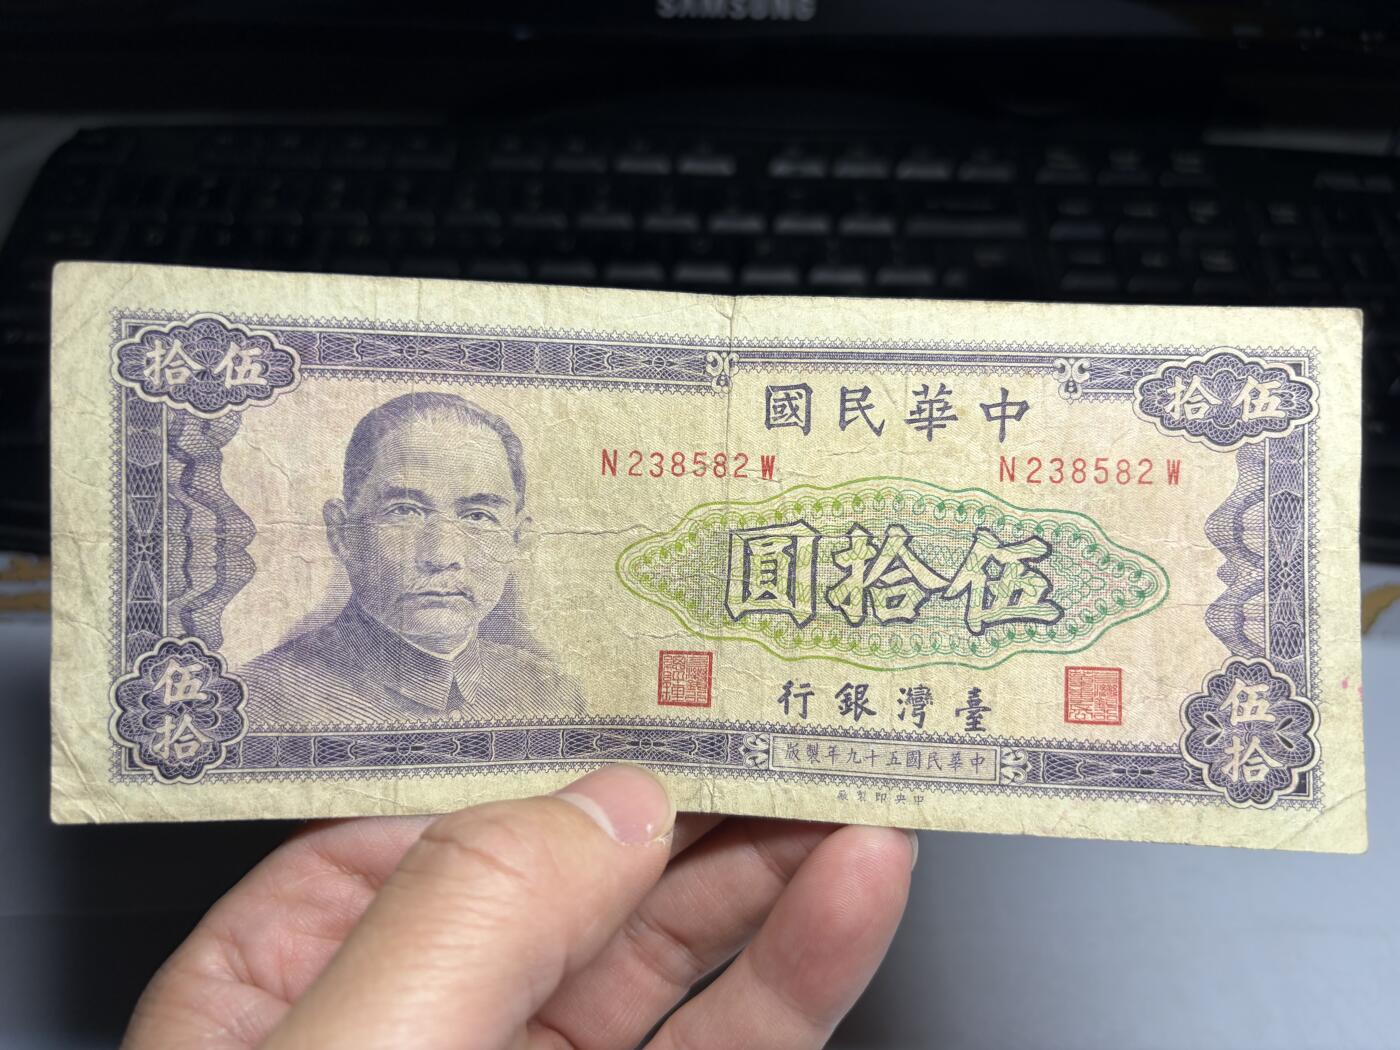 SAMSUNG
伍拾
伍拾
中華民國
N238582W
N238582W
伍拾圓
臺灣銀行
伍拾
伍拾
中華民國五十九年製版
中央印製廠